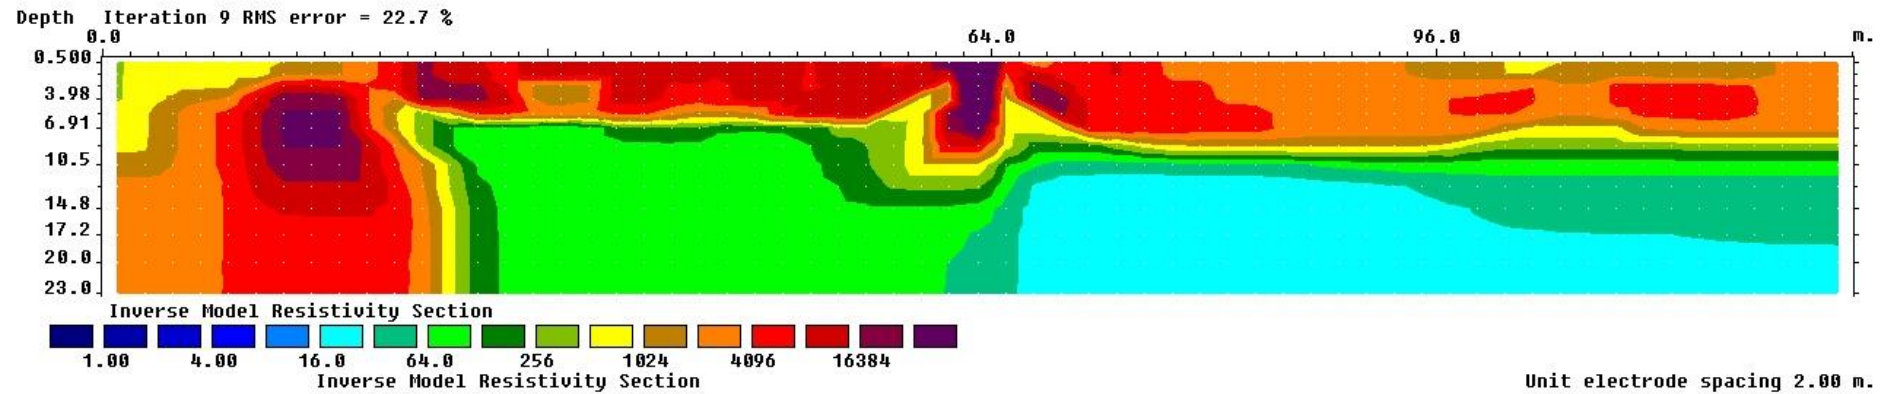 Depth Iteration 9 RMS error = 22.7 %
0.0 64.0 96.0 m.
0.500
3.98
6.91
10.5
14.8
17.2
20.0
23.0
Inverse Model Resistivity Section
1.00 4.00 16.0 64.0 256 1024 4096 16384
Inverse Model Resistivity Section Unit electrode spacing 2.00 m.